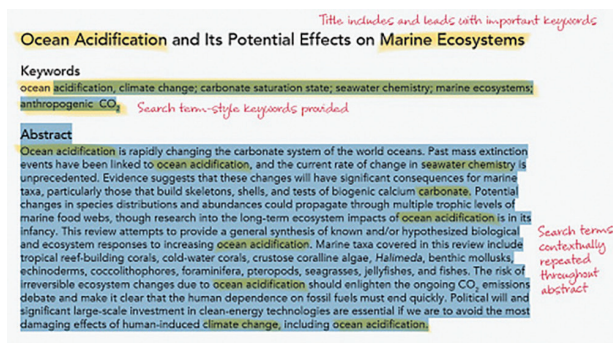 Title includes and leads with important keywords
Ocean Acidification and Its Potential Effects on Marine Ecosystems
Keywords
ocean acidification, climate change; carbonate saturation state; seawater chemistry; marine ecosystems;
anthropogenic CO₂
Search term-style keywords provided
Abstract
Ocean acidification is rapidly changing the carbonate system of the world oceans. Past mass extinction
events have been linked to ocean acidification, and the current rate of change in seawater chemistry is
unprecedented. Evidence suggests that these changes will have significant consequences for marine
taxa, particularly those that build skeletons, shells, and tests of biogenic calcium carbonate. Potential
changes in species distributions and abundances could propagate through multiple trophic levels of
marine food webs, though research into the long-term ecosystem impacts of ocean acidification is in its
infancy. This review attempts to provide a general synthesis of known and/or hypothesized biological
and ecosystem responses to increasing ocean acidification. Marine taxa covered in this review include
tropical reef-building corals, cold-water corals, crustose coralline algae, Halimeda, benthic mollusks,
echinoderms, coccolithophores, foraminifera, pteropods, seagrasses, jellyfishes, and fishes. The risk of
irreversible ecosystem changes due to ocean acidification should enlighten the ongoing CO₂ emissions
debate and make it clear that the human dependence on fossil fuels must end quickly. Political will and
significant large-scale investment in clean-energy technologies are essential if we are to avoid the most
damaging effects of human-induced climate change, including ocean acidification.
Search terms
contextually
repeated
throughout
abstract